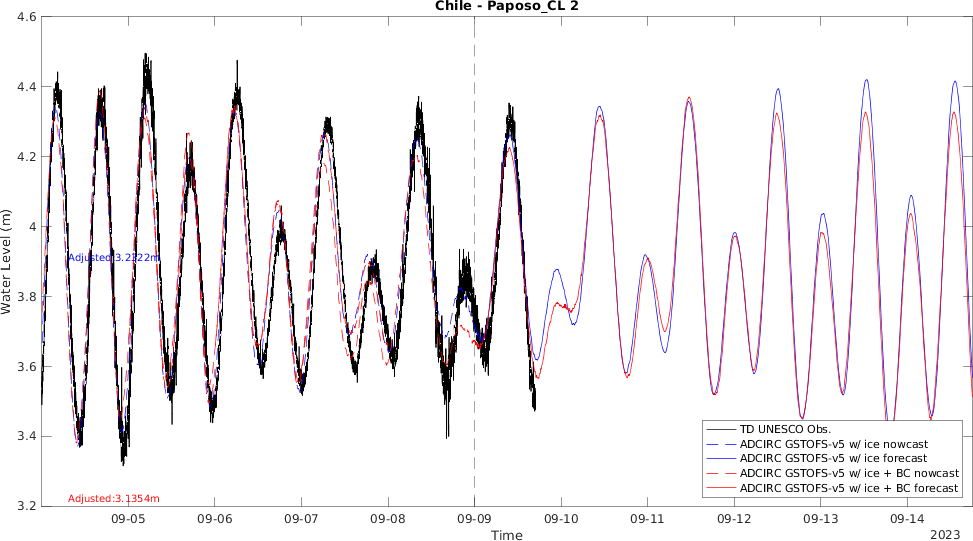 Chile - Paposo_CL 2
4.6
4.4
4.2
4
3.8
3.6
3.4
3.2
Water Level (m)
Adjusted:3.2222m
Adjusted:3.1354m
TD UNESCO Obs.
ADCIRC GSTOFS-v5 w/ ice nowcast
ADCIRC GSTOFS-v5 w/ ice forecast
ADCIRC GSTOFS-v5 w/ ice + BC nowcast
ADCIRC GSTOFS-v5 w/ ice + BC forecast
09-05 09-06 09-07 09-08 09-09 09-10 09-11 09-12 09-13 09-14
Time
2023